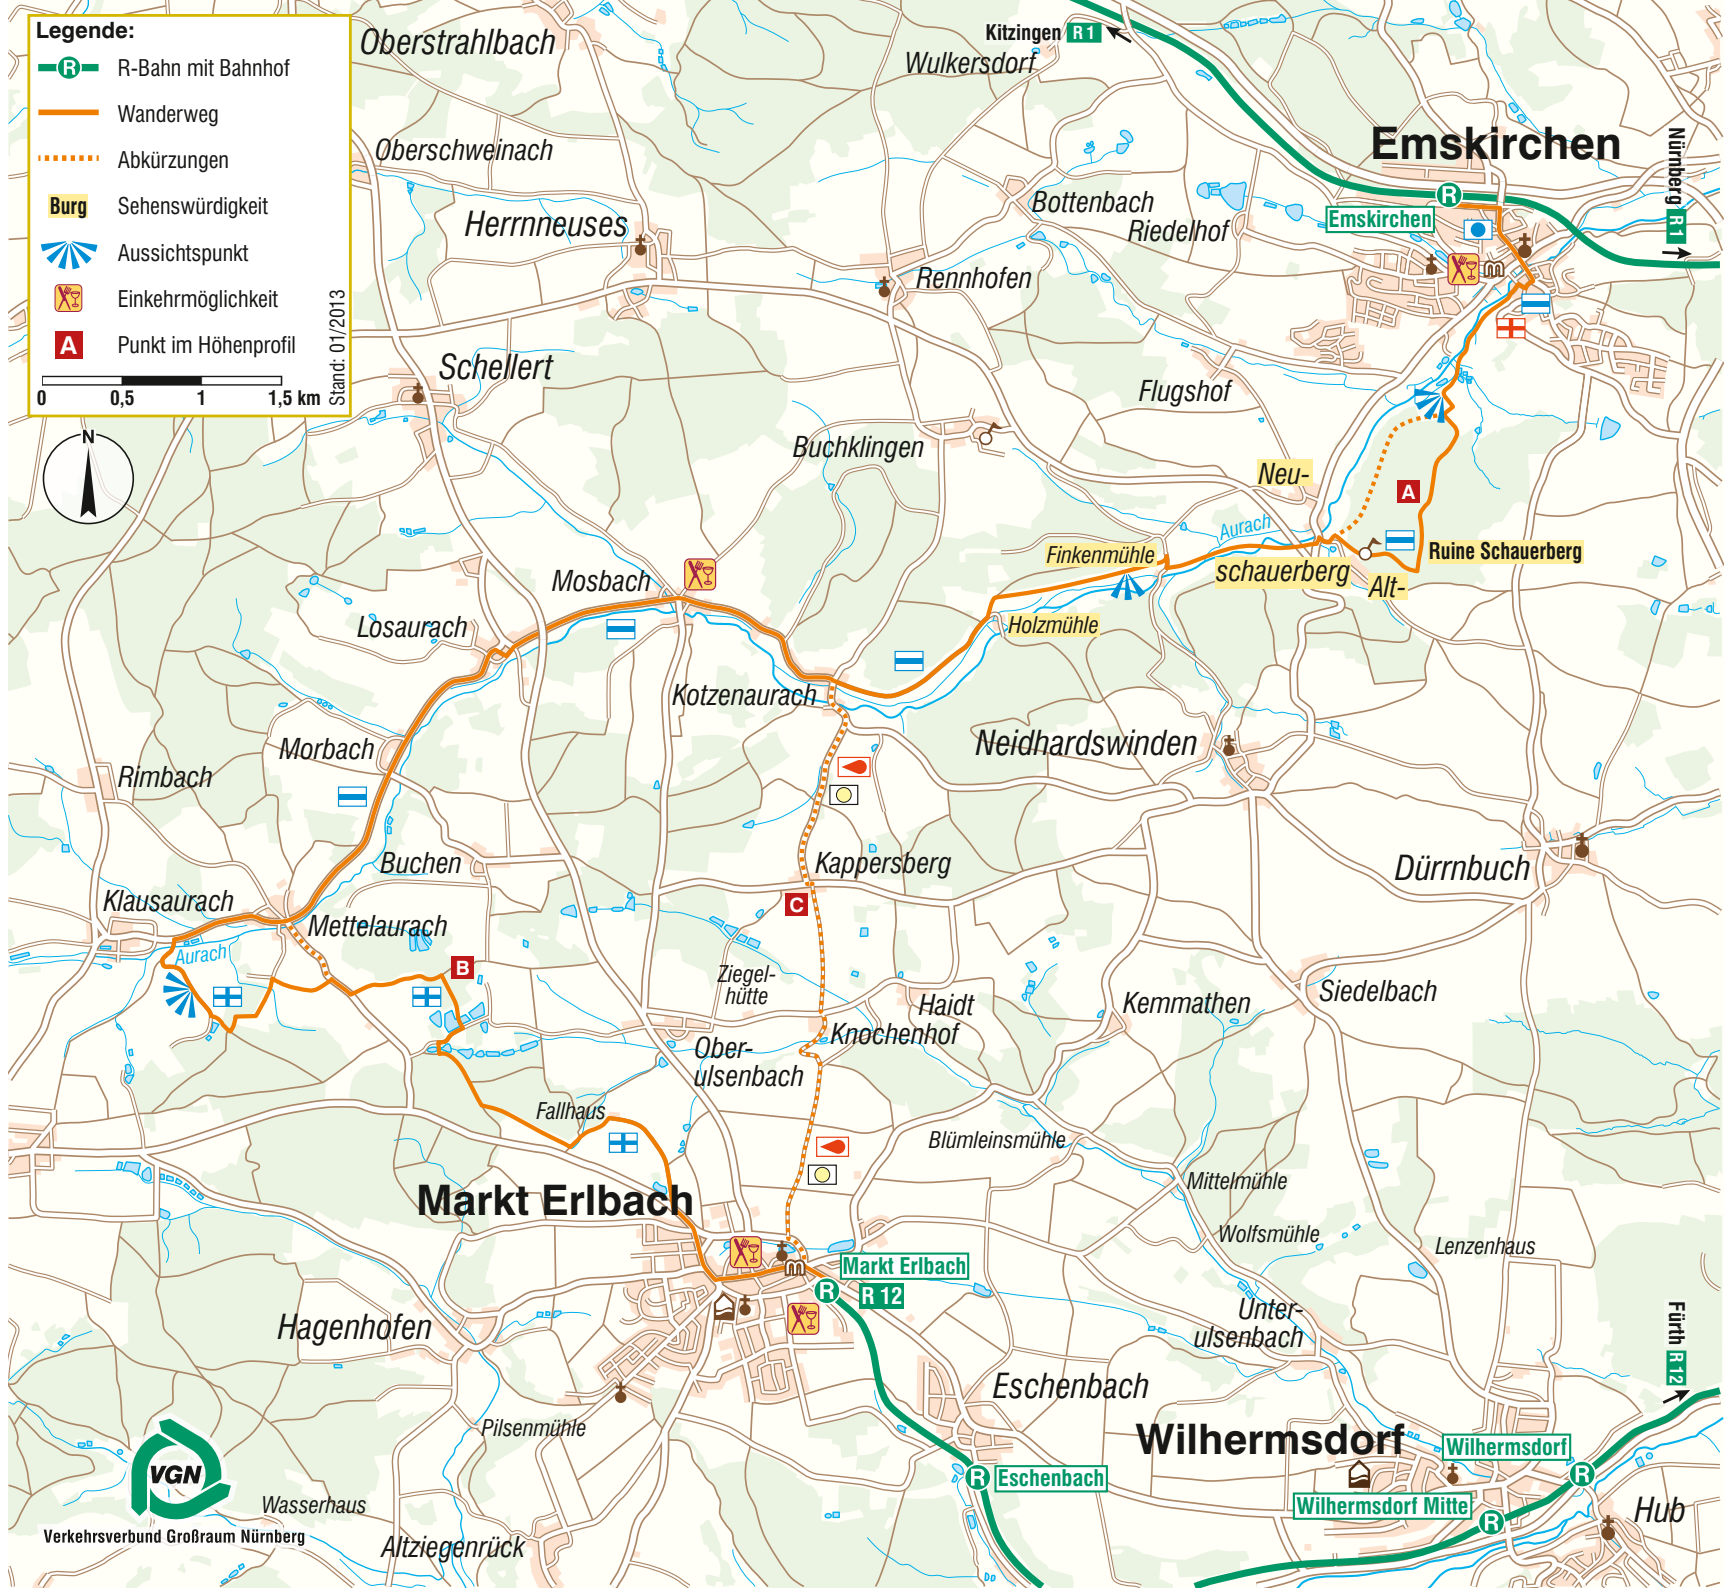 Legende:
R
R-Bahn mit Bahnhof
Wanderweg
Abkürzungen
Burg
Sehenswürdigkeit
Aussichtspunkt
Einkehrmöglichkeit
A
Punkt im Höhenprofil
0
0,5
1
1,5 km
Stand: 01/2013
N
Oberstrahlbach
Kitzingen R 1
Wulkersdorf
Emskirchen
Nürnberg R 1
Oberschweinach
Bottenbach
Riedelhof
R
Emskirchen
Herrnneuses
Rennhofen
Schellert
Flugshof
Buchklingen
Neu-
A
Aurach
Finkenmühle
Ruine Schauerberg
schauerberg
Alt-
Mosbach
Losaurach
Holzmühle
Kotzenaurach
Morbach
Neidhardswinden
Rimbach
Buchen
Kappersberg
Dürrnbuch
Klausaurach
C
Mettelaurach
Aurach
B
Ziegel-
hütte
Haidt
Kemmathen
Siedelbach
Knochenhof
Ober-
ulsenbach
Fallhaus
Blümleinsmühle
Mittelmühle
Markt Erlbach
Wolfsmühle
Lenzenhaus
Markt Erlbach
R
R 12
Hagenhofen
Unter-
ulsenbach
Fürth R 12
Eschenbach
Pilsenmühle
Wilhermsdorf
Wilhermsdorf
R
R
Eschenbach
VGN
Wasserhaus
Wilhermsdorf Mitte
R
Hub
Verkehrsverbund Großraum Nürnberg
Altziegenrück